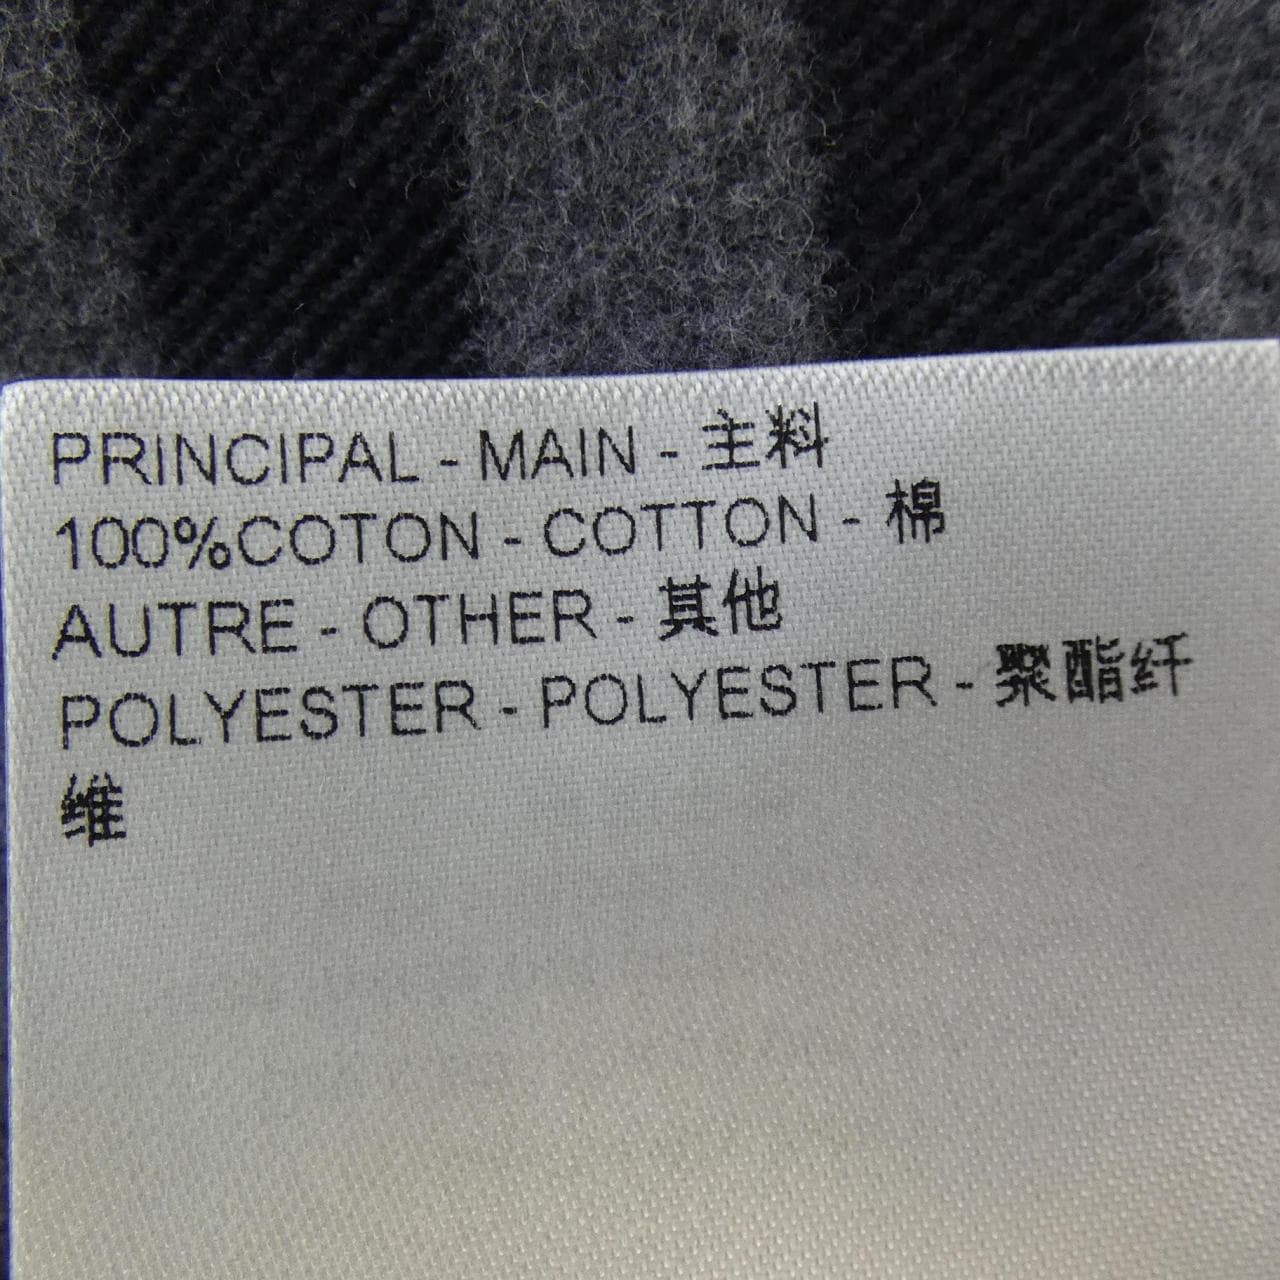 PRINCIPAL - MAIN - 主料
100%COTON - COTTON - 棉
AUTRE - OTHER - 其他
POLYESTER - POLYESTER - 聚酯纤
维